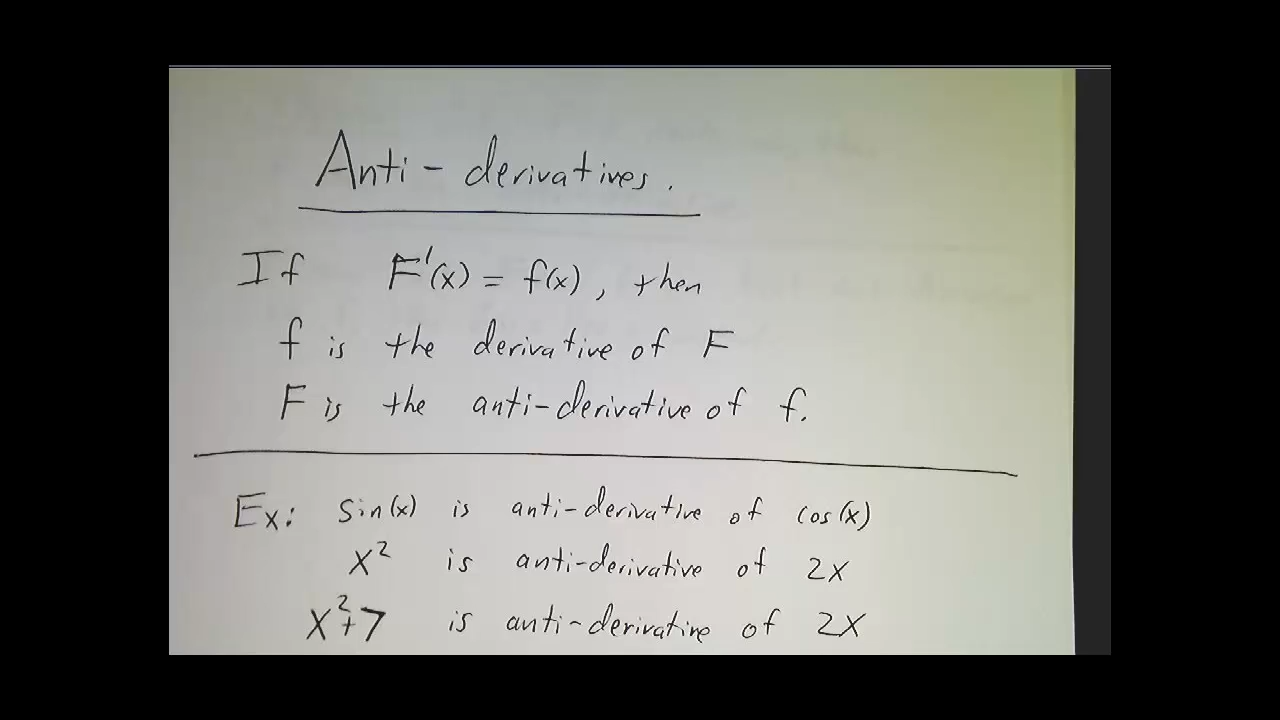 Anti-derivatives.
If F'(x) = f(x), then
f is the derivative of F
F is the anti-derivative of f.
Ex: sin(x) is anti-derivative of cos(x)
x² is anti-derivative of 2x
x²+7 is anti-derivative of 2x